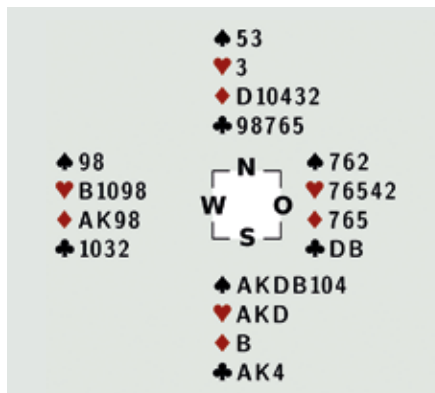 ♠53
♥3
♦D10432
♣98765
♠98
♥B1098
♦AK98
♣1032
N
W O
S
♠762
♥76542
♦765
♣DB
♠AKDB104
♥AKD
♦B
♣AK4